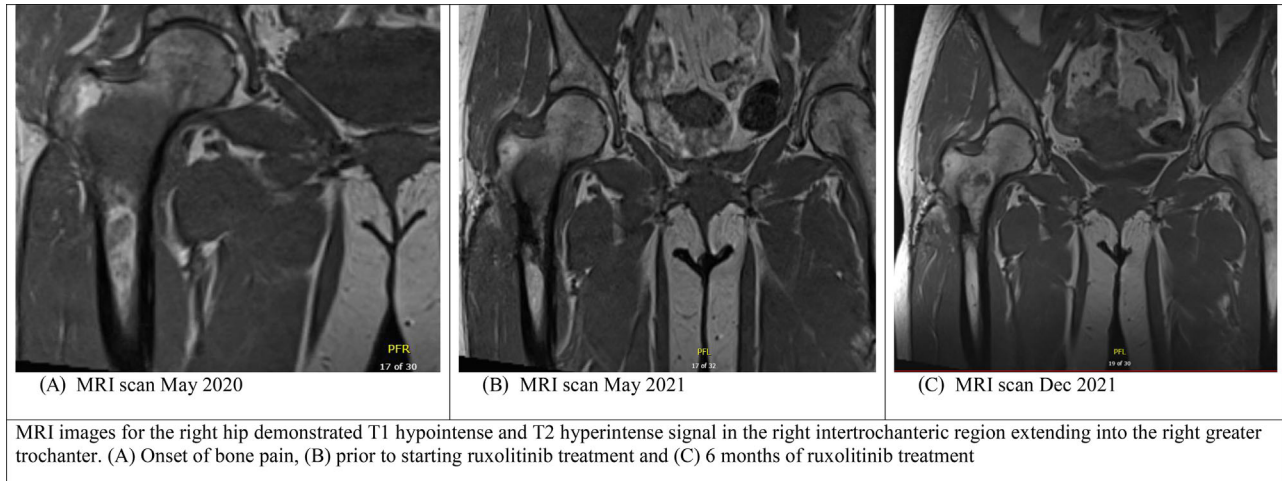 PFR
17 of 30
PFL
17 of 32
PFL
19 of 30
(A) MRI scan May 2020
(B) MRI scan May 2021
(C) MRI scan Dec 2021
MRI images for the right hip demonstrated T1 hypointense and T2 hyperintense signal in the right intertrochanteric region extending into the right greater
trochanter. (A) Onset of bone pain, (B) prior to starting ruxolitinib treatment and (C) 6 months of ruxolitinib treatment